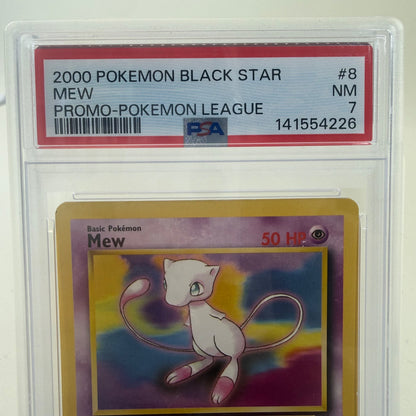 2000 POKEMON BLACK STAR #8
MEW NM
PROMO-POKEMON LEAGUE 7
PSA 141554226
Basic Pokémon
Mew 50 HP